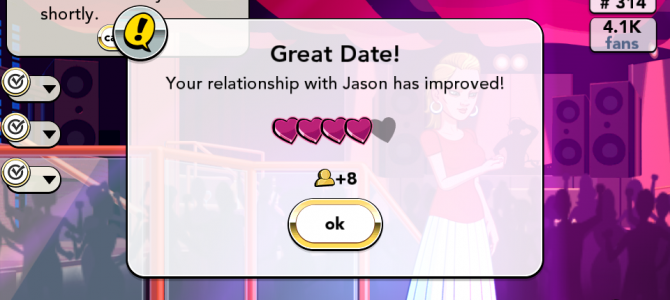 shortly.
# 314
4.1K
fans
Great Date!
Your relationship with Jason has improved!
+8
ok